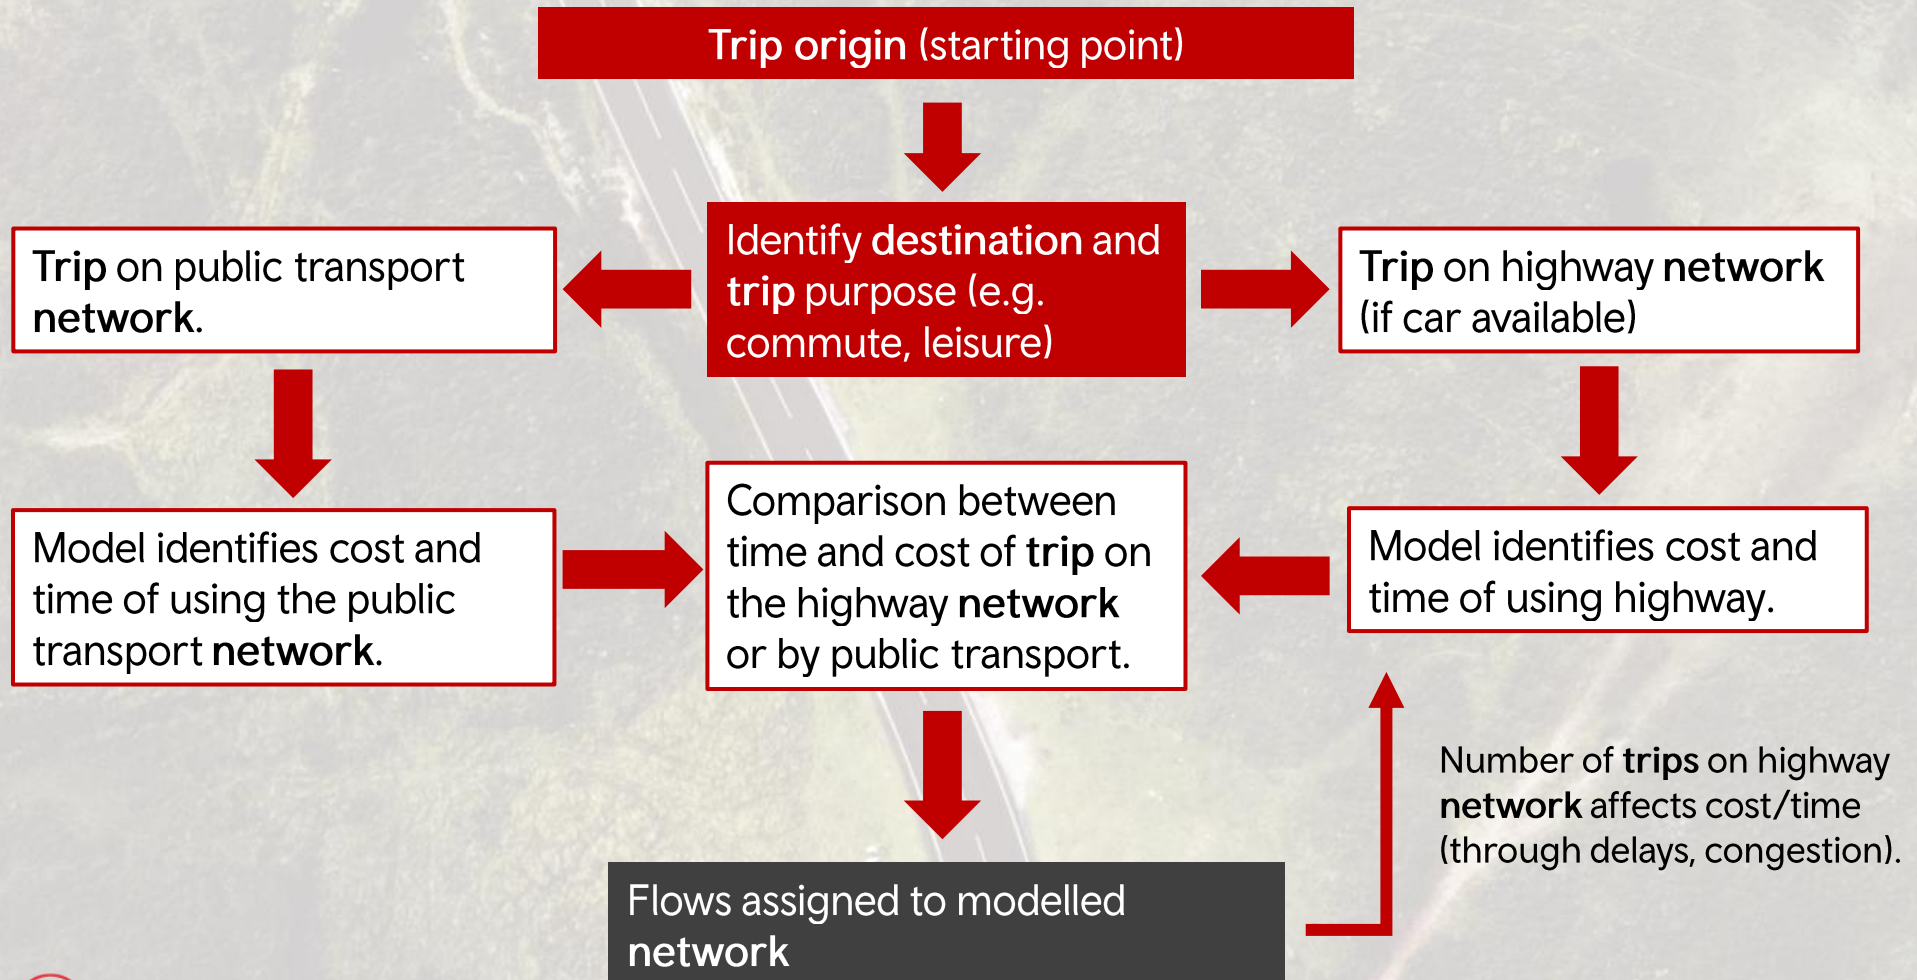 Trip origin (starting point)
Identify destination and
trip purpose (e.g.
commute, leisure)
Trip on public transport
network.
Trip on highway network
(if car available)
Model identifies cost and
time of using the public
transport network.
Comparison between
time and cost of trip on
the highway network
or by public transport.
Model identifies cost and
time of using highway.
Number of trips on highway
network affects cost/time
(through delays, congestion).
Flows assigned to modelled
network